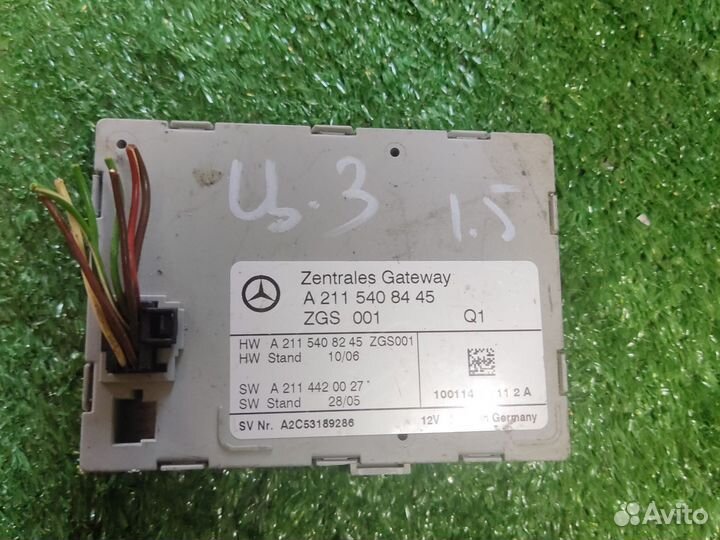 Ц.3
1.5
Zentrales Gateway
A 211 540 84 45
ZGS 001 Q1
HW A 211 540 82 45 ZGS001
HW Stand 10/06
SW A 211 442 00 27
SW Stand 28/05
100114 11 2 A
SV Nr. A2C53189286
12V Germany
Avito